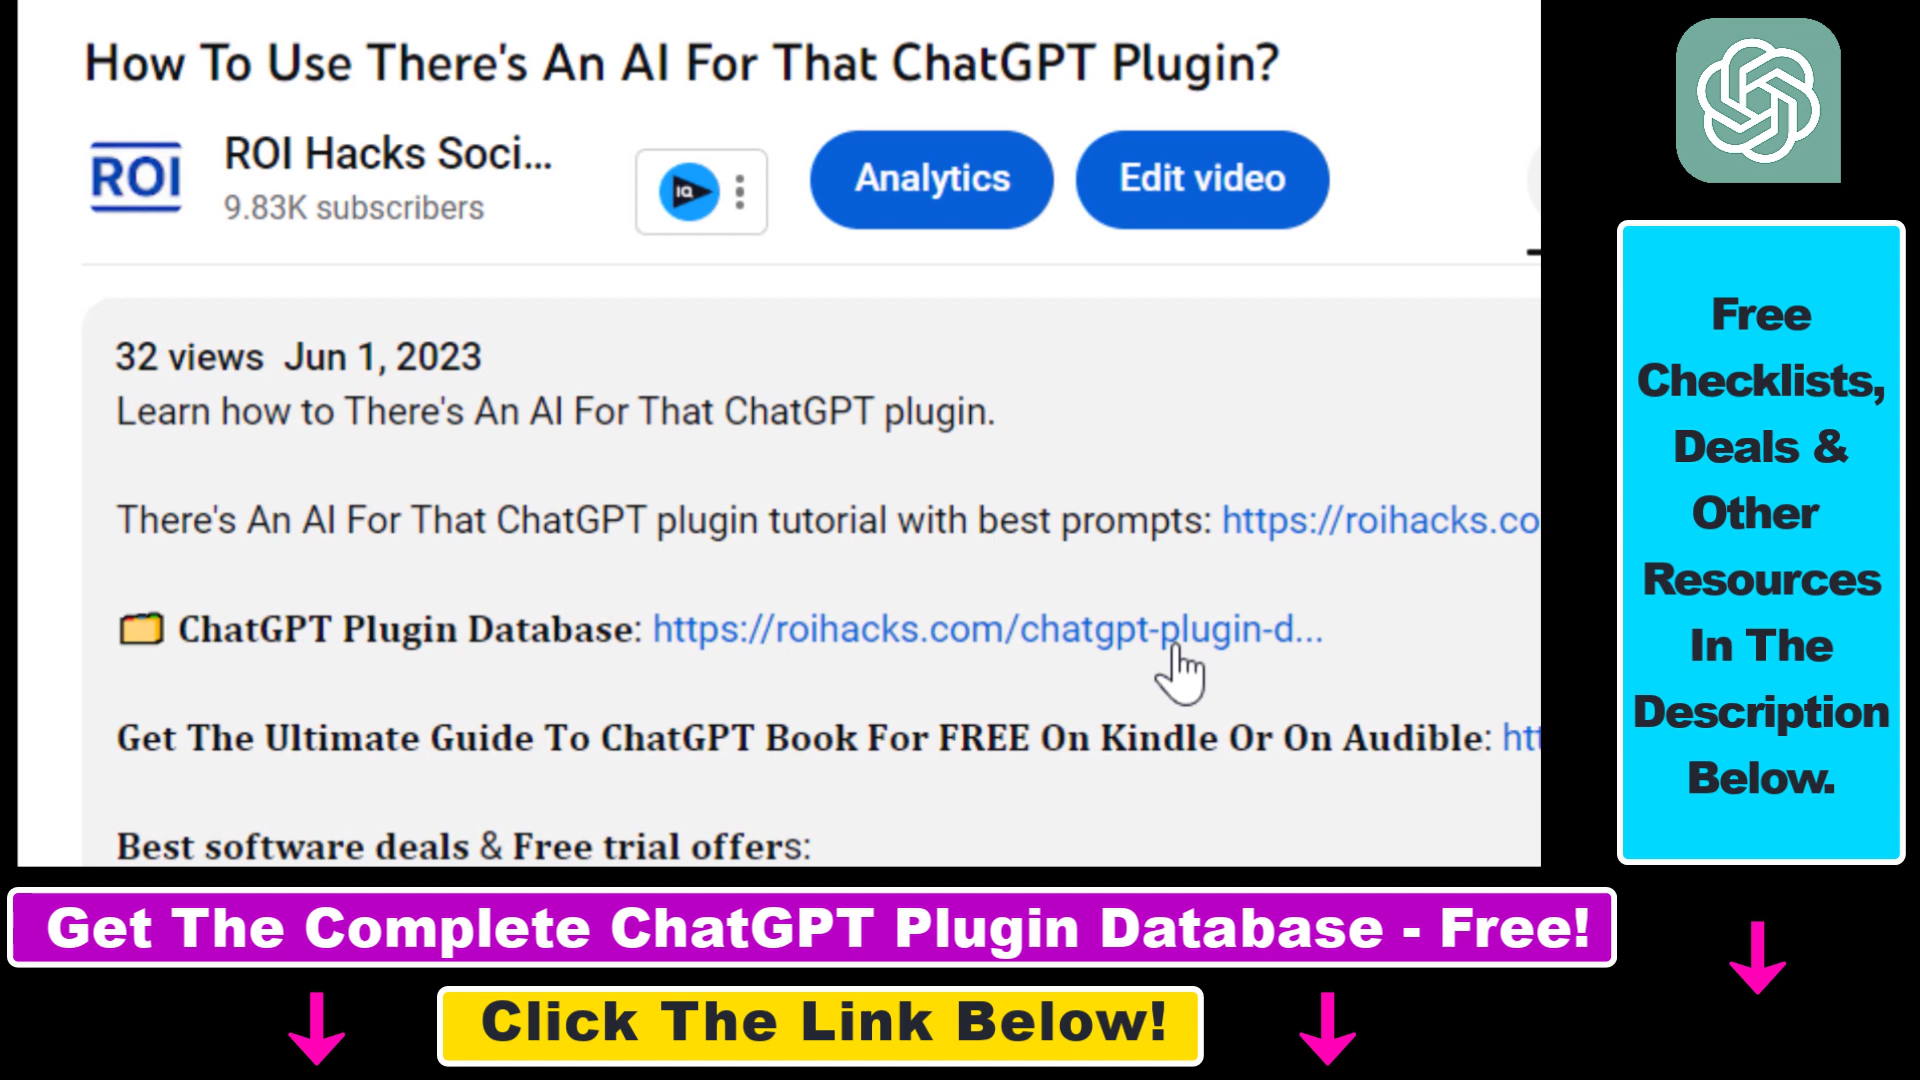 How To Use There's An AI For That ChatGPT Plugin?
ROI
ROI Hacks Soci...
9.83K subscribers
IQ
Analytics
Edit video
32 views Jun 1, 2023
Learn how to There's An AI For That ChatGPT plugin.
There's An AI For That ChatGPT plugin tutorial with best prompts: https://roihacks.co
ChatGPT Plugin Database: https://roihacks.com/chatgpt-plugin-d...
Get The Ultimate Guide To ChatGPT Book For FREE On Kindle Or On Audible: htt
Best software deals & Free trial offers:
Free
Checklists,
Deals &
Other
Resources
In The
Description
Below.
Get The Complete ChatGPT Plugin Database - Free!
Click The Link Below!